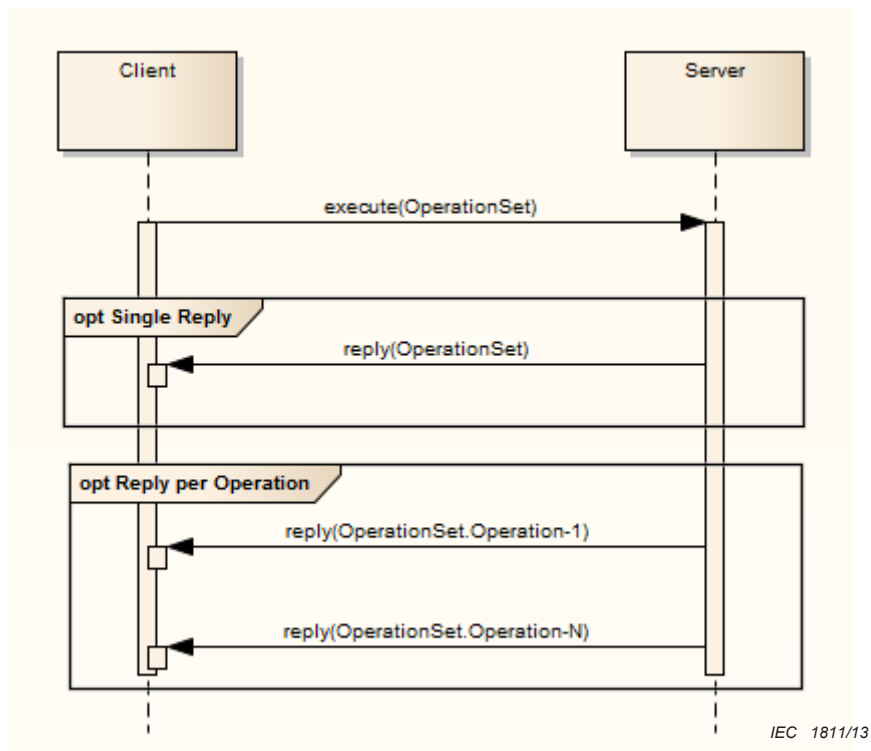 Client
Server
execute(OperationSet)
opt Single Reply
reply(OperationSet)
opt Reply per Operation
reply(OperationSet.Operation-1)
reply(OperationSet.Operation-N)
IEC 1811/13